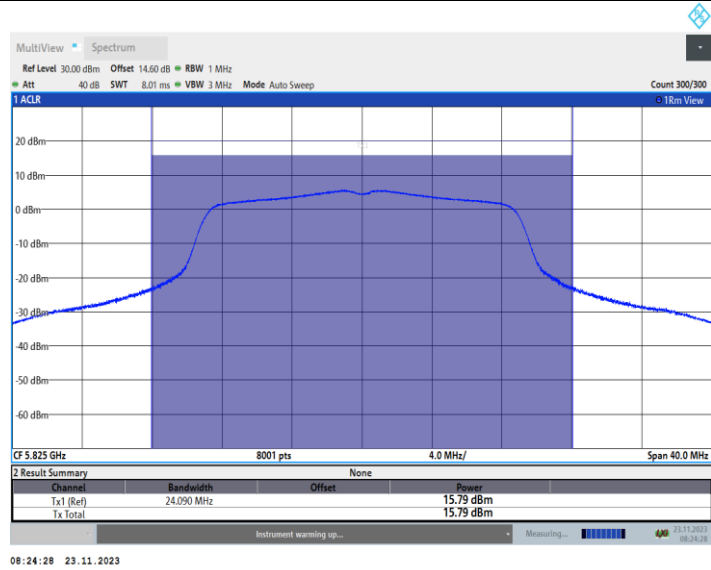 MultiView Spectrum
Ref Level 30.00 dBm Offset 14.60 dB RBW 1 MHz
Att 40 dB SWT 8.01 ms VBW 3 MHz Mode Auto Sweep Count 300/300
1 ACLR 1Rm View
20 dBm
10 dBm
0 dBm
-10 dBm
-20 dBm
-30 dBm
-40 dBm
-50 dBm
-60 dBm
CF 5.825 GHz 8001 pts 4.0 MHz/ Span 40.0 MHz
2 Result Summary None
Channel Bandwidth Offset Power
Tx1 (Ref) 24.090 MHz 15.79 dBm
Tx Total 15.79 dBm
Instrument warming up... Measuring... 23.11.2023
08:24:28
08:24:28 23.11.2023